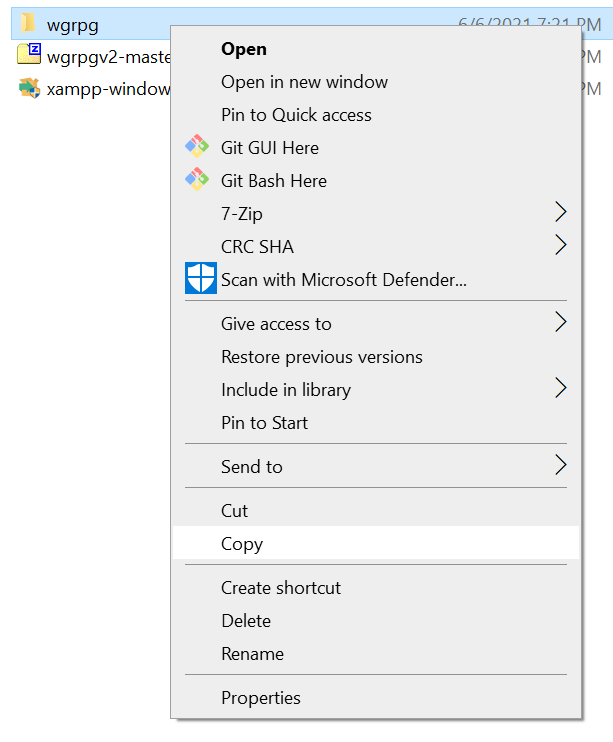 wgrpg 6/6/2021 7:21 PM
wgrpgv2-maste PM
xampp-window PM
Open
Open in new window
Pin to Quick access
Git GUI Here
Git Bash Here
7-Zip
CRC SHA
Scan with Microsoft Defender...
Give access to
Restore previous versions
Include in library
Pin to Start
Send to
Cut
Copy
Create shortcut
Delete
Rename
Properties